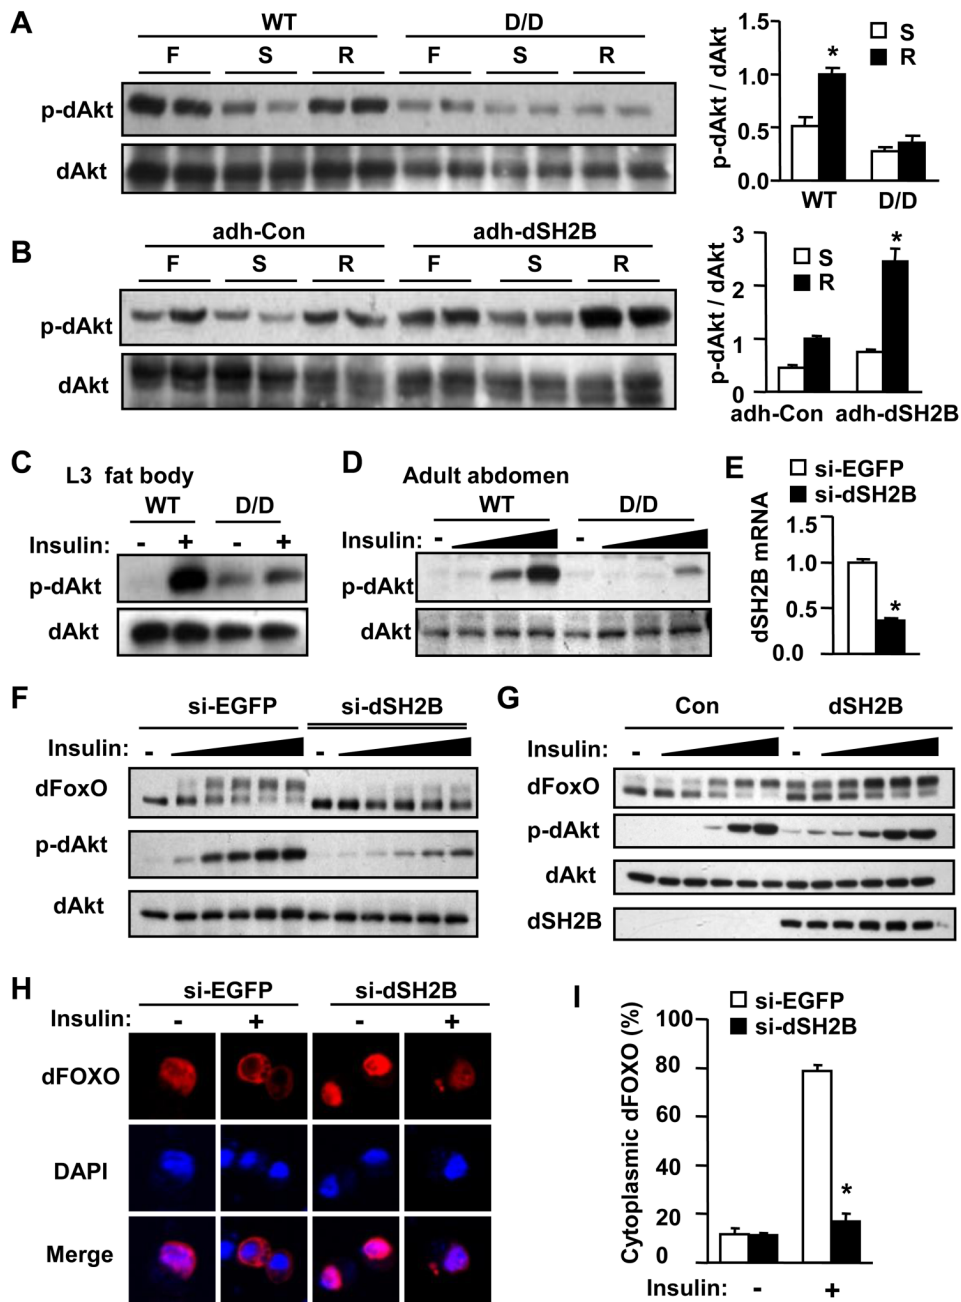 A
WT D/D
F S R F S R
p-dAkt
dAkt
p-dAkt / dAkt
1.5
1.0
0.5
0.0
S
R
*
WT D/D
B
adh-Con adh-dSH2B
F S R F S R
p-dAkt
dAkt
p-dAkt / dAkt
3
2
1
0
S
R
*
adh-Con adh-dSH2B
C
L3 fat body
WT D/D
Insulin: - + - +
p-dAkt
dAkt
D
Adult abdomen
WT D/D
Insulin: - -
p-dAkt
dAkt
E
si-EGFP
si-dSH2B
dSH2B mRNA
1.5
1.0
0.5
0.0
*
F
si-EGFP si-dSH2B
Insulin: - -
dFoxO
p-dAkt
dAkt
G
Con dSH2B
Insulin: - -
dFoxO
p-dAkt
dAkt
dSH2B
H
si-EGFP si-dSH2B
Insulin: - + - +
dFOXO
DAPI
Merge
I
si-EGFP
si-dSH2B
Cytoplasmic dFOXO (%)
100
80
60
40
20
0
*
Insulin: - +